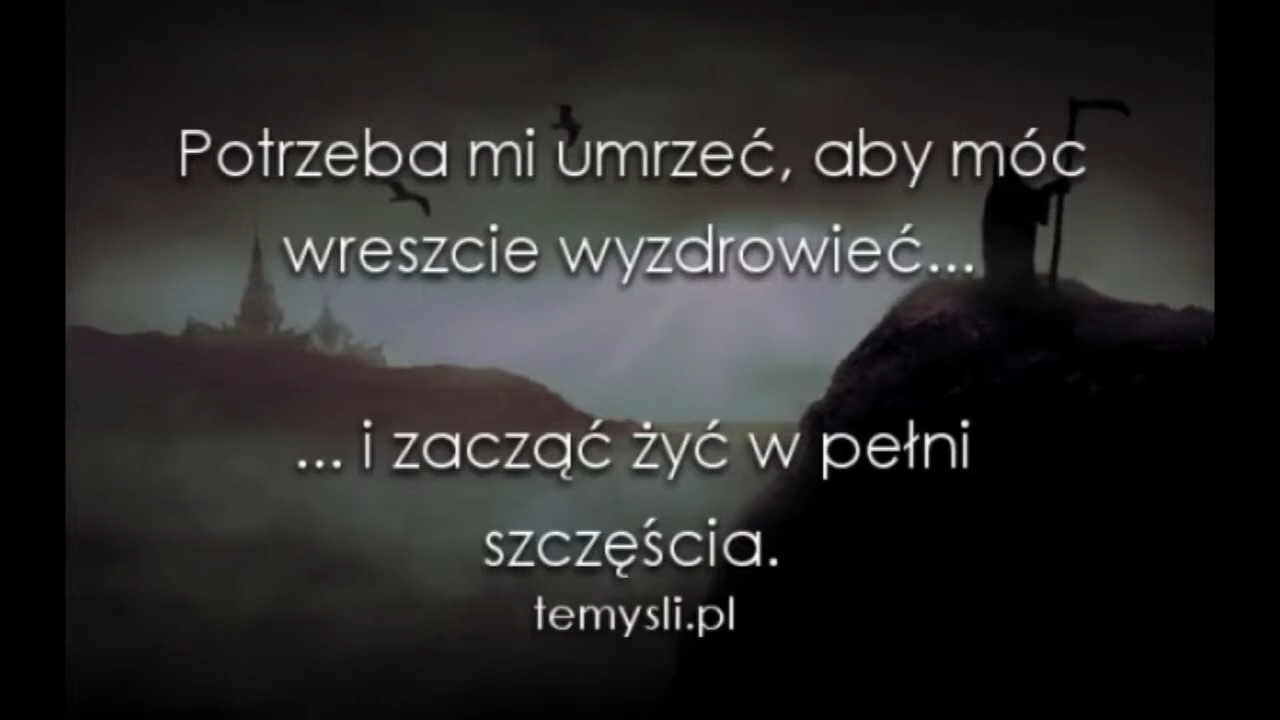 Potrzeba mi umrzeć, aby móc
wreszcie wyzdrowieć...
... i zacząć żyć w pełni
szczęścia.
temysli.pl